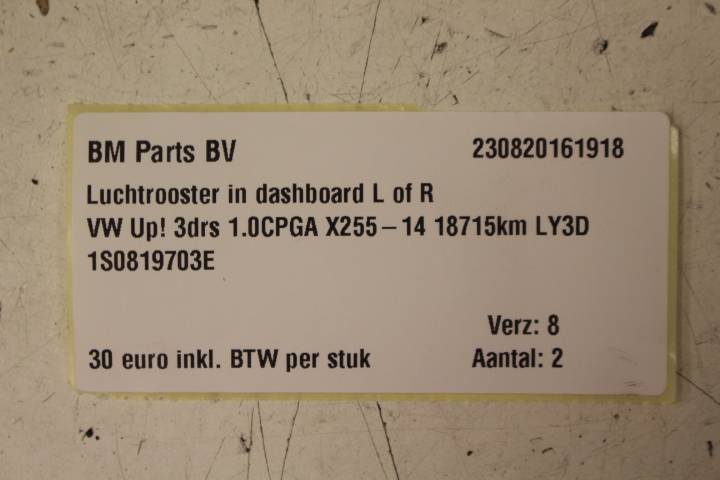 BM Parts BV 230820161918
Luchtrooster in dashboard L of R
VW Up! 3drs 1.0CPGA X255-14 18715km LY3D
1S0819703E
Verz: 8
30 euro inkl. BTW per stuk Aantal: 2